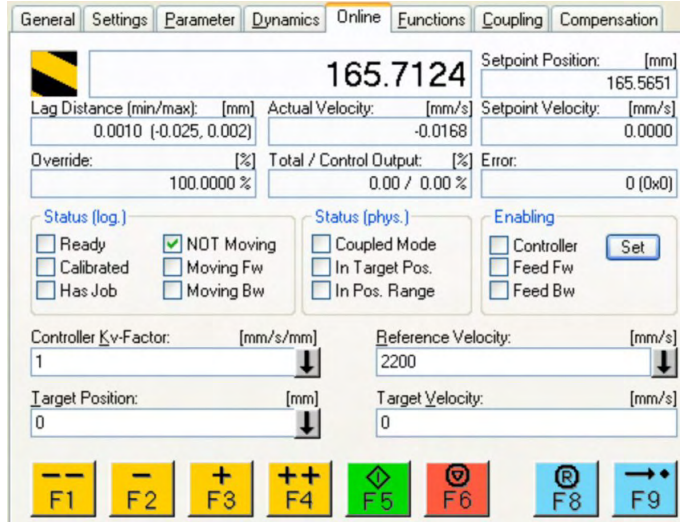 General Settings Parameter Dynamics Online Functions Coupling Compensation
165.7124
Setpoint Position: [mm]
165.5651
Lag Distance (min/max): [mm] Actual Velocity: [mm/s] Setpoint Velocity: [mm/s]
0.0010 (-0.025, 0.002) -0.0168 0.0000
Override: [%] Total / Control Output: [%] Error:
100.0000 % 0.00 / 0.00 % 0 (0x0)
Status (log.) Status (phys.) Enabling
Ready NOT Moving Coupled Mode Controller Set
Calibrated Moving Fw In Target Pos. Feed Fw
Has Job Moving Bw In Pos. Range Feed Bw
Controller Kv-Factor: [mm/s/mm] Reference Velocity: [mm/s]
1 2200
Target Position: [mm] Target Velocity: [mm/s]
0 0
-- - + ++ R
F1 F2 F3 F4 F5 F6 F8 F9